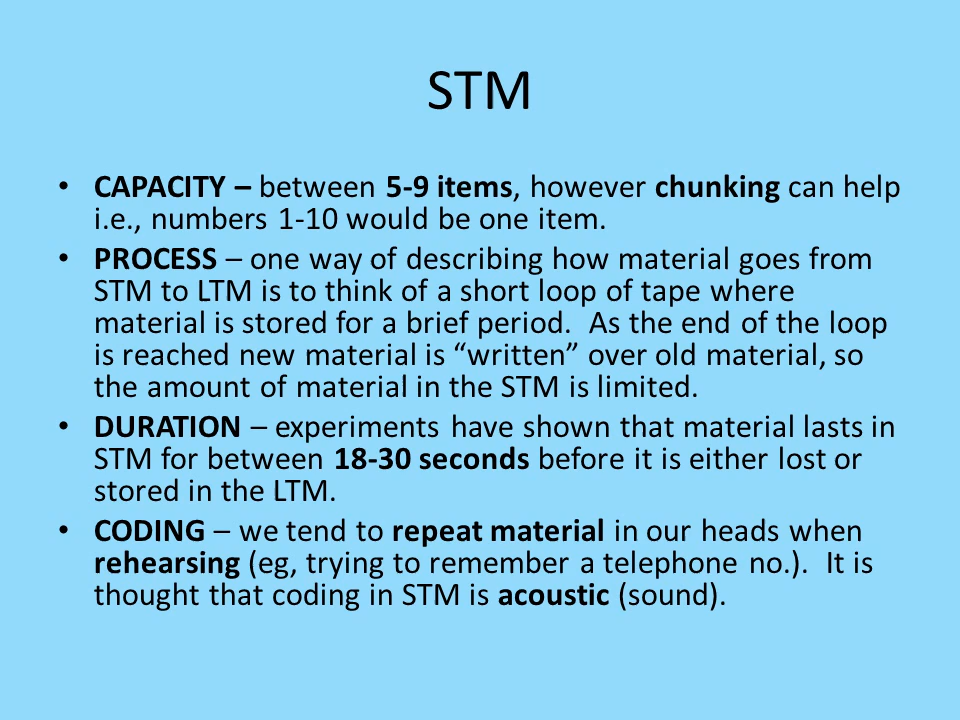 STM
• CAPACITY – between 5-9 items, however chunking can help
i.e., numbers 1-10 would be one item.
• PROCESS – one way of describing how material goes from
STM to LTM is to think of a short loop of tape where
material is stored for a brief period.  As the end of the loop
is reached new material is “written” over old material, so
the amount of material in the STM is limited.
• DURATION – experiments have shown that material lasts in
STM for between 18-30 seconds before it is either lost or
stored in the LTM.
• CODING – we tend to repeat material in our heads when
rehearsing (eg, trying to remember a telephone no.).  It is
thought that coding in STM is acoustic (sound).